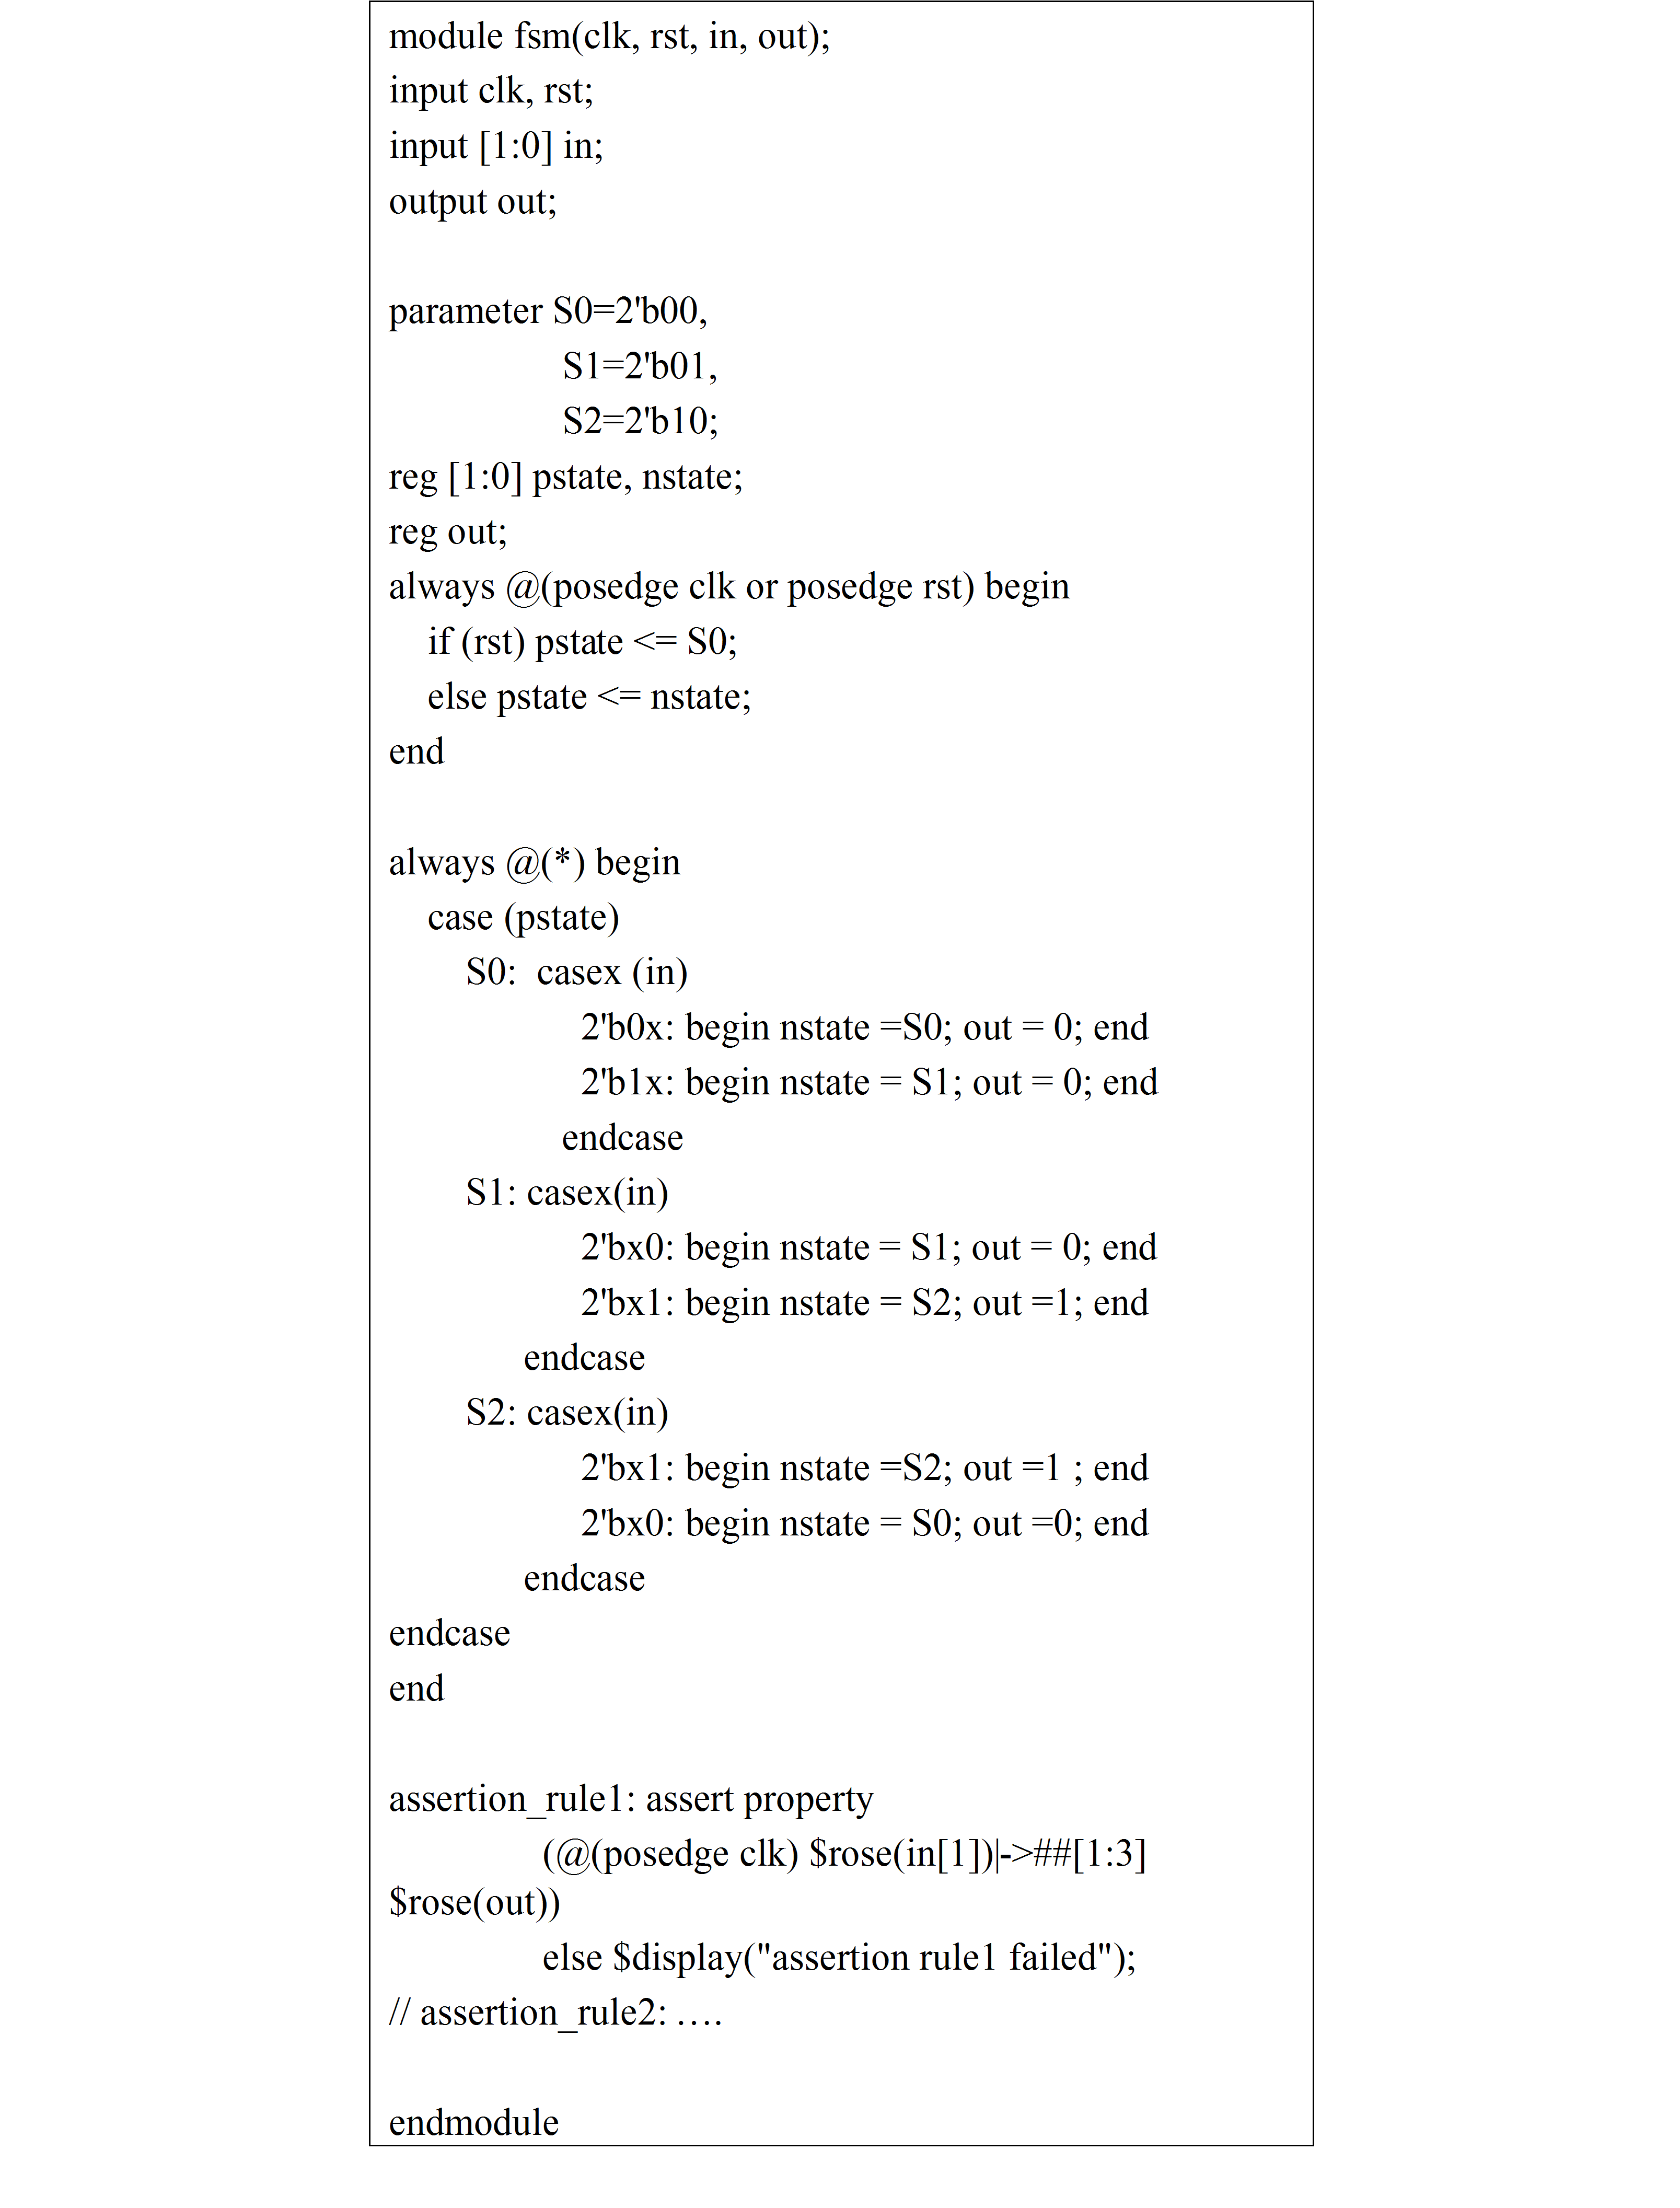 module fsm(clk, rst, in, out);
input clk, rst;
input [1:0] in;
output out;
parameter S0=2'b00,
S1=2'b01,
S2=2'b10;
reg [1:0] pstate, nstate;
reg out;
always @(posedge clk or posedge rst) begin
if (rst) pstate <= S0;
else pstate <= nstate;
end
always @(*) begin
case (pstate)
S0:  casex (in)
2'b0x: begin nstate =S0; out = 0; end
2'b1x: begin nstate = S1; out = 0; end
endcase
S1: casex(in)
2'bx0: begin nstate = S1; out = 0; end
2'bx1: begin nstate = S2; out =1; end
endcase
S2: casex(in)
2'bx1: begin nstate =S2; out =1 ; end
2'bx0: begin nstate = S0; out =0; end
endcase
endcase
end
assertion_rule1: assert property
(@(posedge clk) $rose(in[1])|->##[1:3]
$rose(out))
else $display("assertion rule1 failed");
// assertion_rule2: ….
endmodule